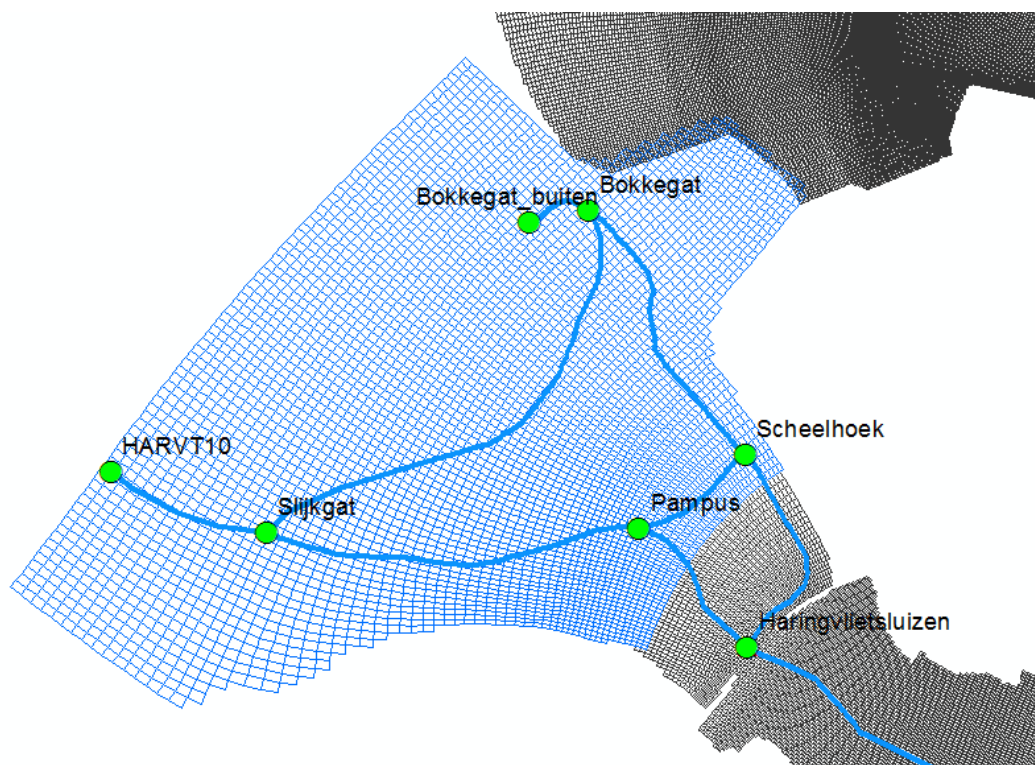 Bokkegat_buiten
Bokkegat
HARVT10
Scheelhoek
Slijkgat
Pampus
Haringvlietsluizen